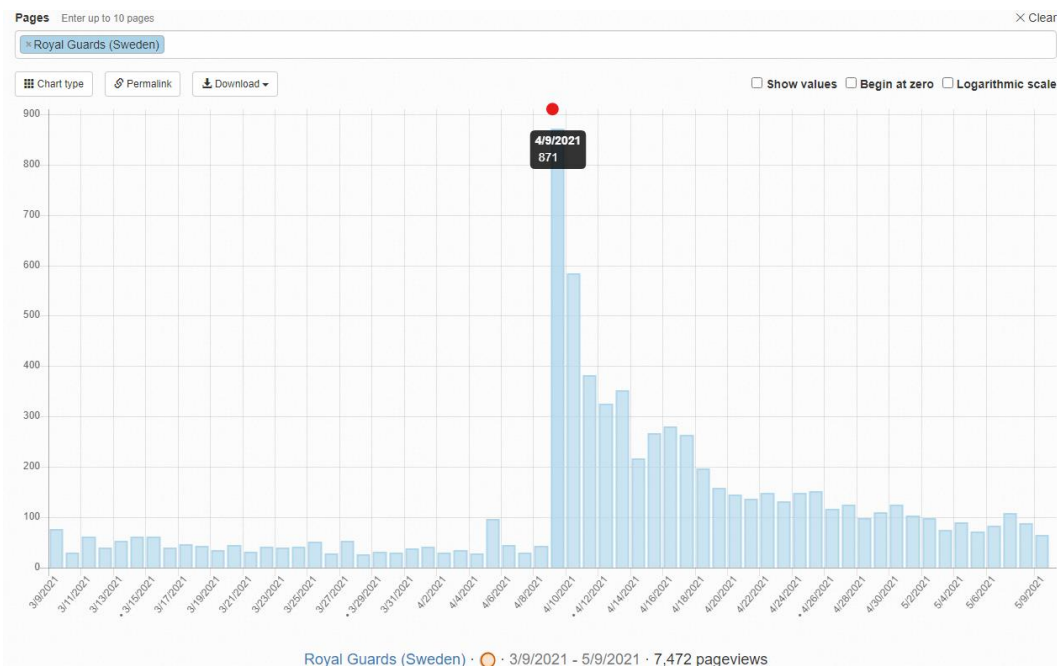 Pages Enter up to 10 pages × Clear
× Royal Guards (Sweden)
Chart type Permalink Download Show values Begin at zero Logarithmic scale
900
4/9/2021
871
800
700
600
500
400
300
200
100
0
3/9/2021 3/11/2021 3/13/2021 • 3/15/2021 3/17/2021 3/19/2021 3/21/2021 3/23/2021 3/25/2021 3/27/2021 • 3/29/2021 3/31/2021 4/2/2021 4/4/2021 4/6/2021 4/8/2021 4/10/2021 • 4/12/2021 4/14/2021 4/16/2021 4/18/2021 4/20/2021 4/22/2021 4/24/2021 • 4/26/2021 4/28/2021 4/30/2021 5/2/2021 5/4/2021 5/6/2021 5/9/2021
Royal Guards (Sweden) · 3/9/2021 - 5/9/2021 · 7,472 pageviews